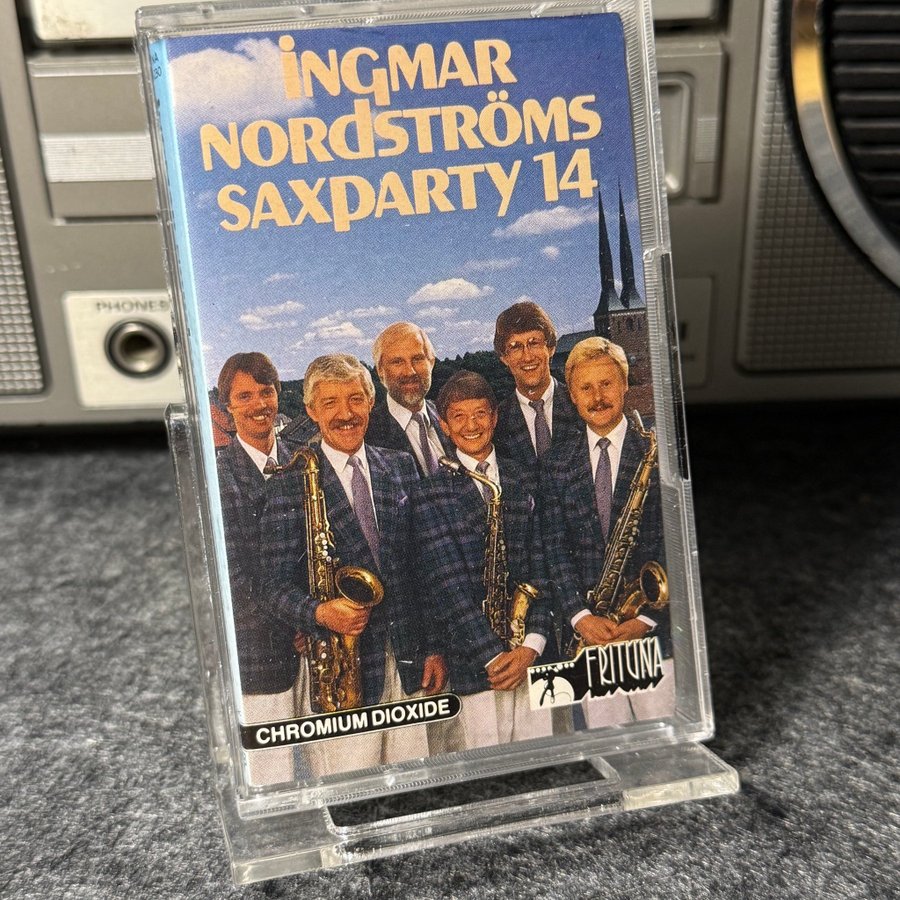 iNGMAR
NORdSTRÖMS
SAXPARTY 14
PHONES
CHROMIUM DIOXIDE
FRITUNA